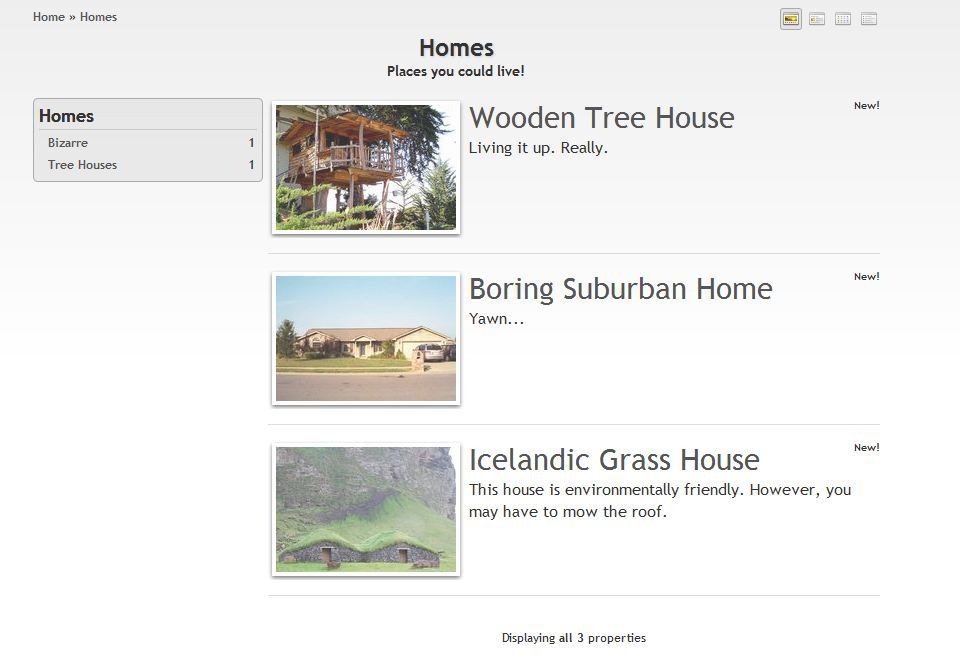 Home » Homes
Homes
Places you could live!
Homes
Bizarre 1
Tree Houses 1
Wooden Tree House
New!
Living it up. Really.
Boring Suburban Home
New!
Yawn...
Icelandic Grass House
New!
This house is environmentally friendly. However, you
may have to mow the roof.
Displaying all 3 properties